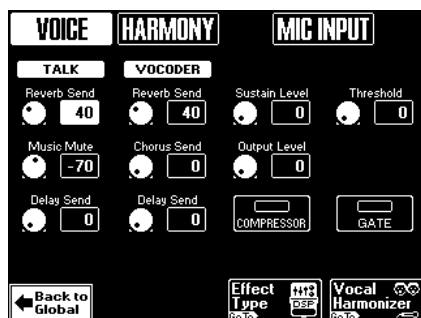 VOICE HARMONY MIC INPUT
TALK VOCODER
Reverb Send Reverb Send Sustain Level Threshold
40 40 0 0
Music Mute Chorus Send Output Level
-70 0 0
Delay Send Delay Send
0 0
COMPRESSOR GATE
Back to Global
Effect Type DSP
GoTo
Vocal Harmonizer
GoTo